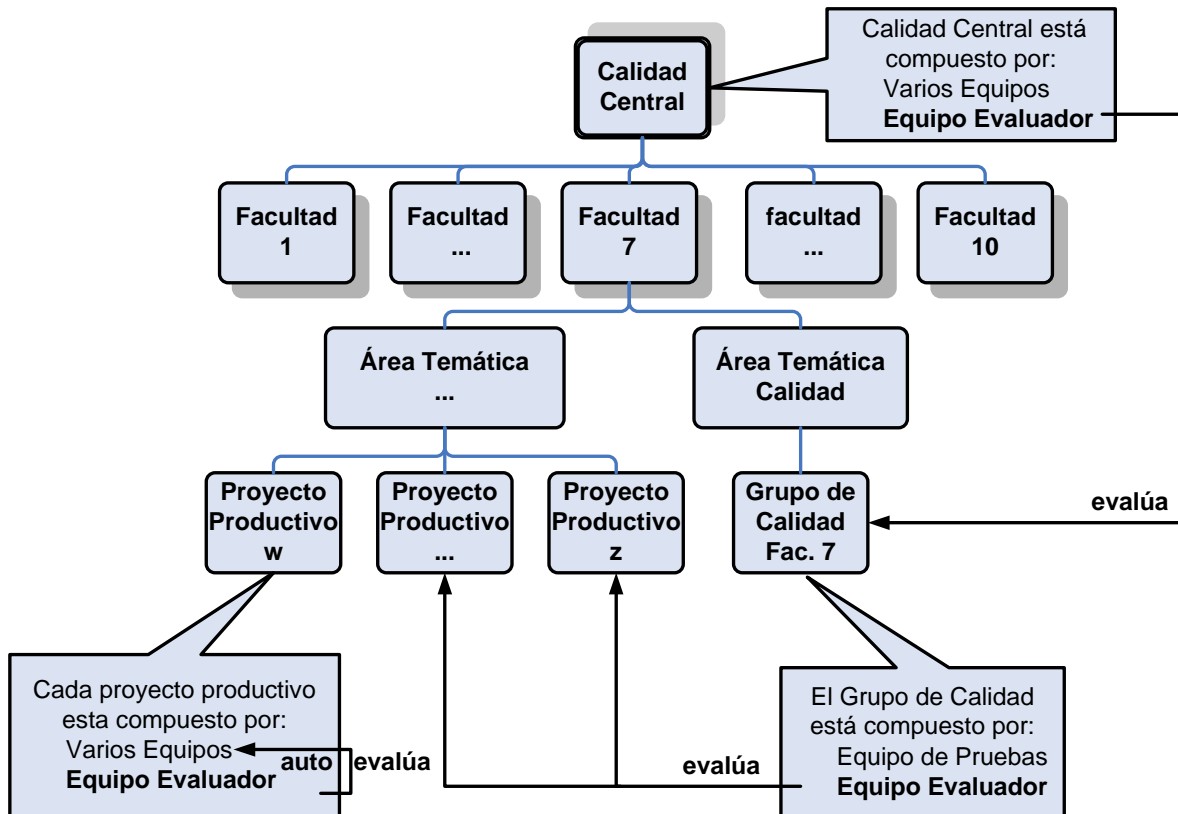 Calidad
Central
Calidad Central está
compuesto por:
Varios Equipos
Equipo Evaluador
Facultad
1
Facultad
...
Facultad
7
facultad
...
Facultad
10
Área Temática
...
Área Temática
Calidad
Proyecto
Productivo
w
Proyecto
Productivo
...
Proyecto
Productivo
z
Grupo de
Calidad
Fac. 7
evalúa
Cada proyecto productivo
esta compuesto por:
Varios Equipos
Equipo Evaluador
auto evalúa
evalúa
El Grupo de Calidad
está compuesto por:
Equipo de Pruebas
Equipo Evaluador